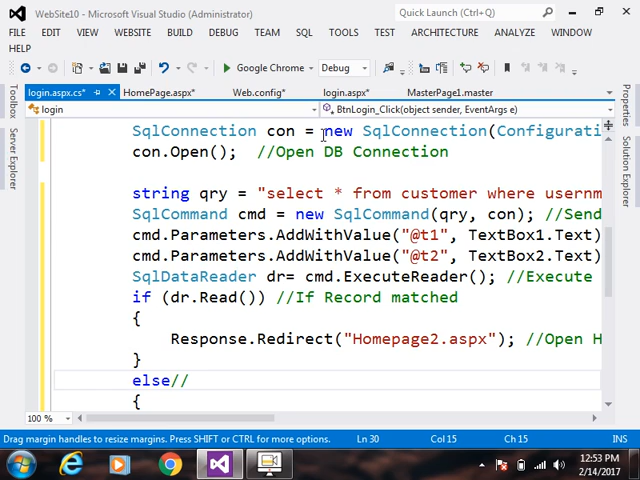 WebSite10 - Microsoft Visual Studio (Administrator)
Quick Launch (Ctrl+Q)
FILE EDIT VIEW WEBSITE BUILD DEBUG TEAM SQL TOOLS TEST ARCHITECTURE ANALYZE WINDOW
HELP
Google Chrome Debug
login.aspx.cs* HomePage.aspx* Web.config* login.aspx* MasterPage1.master
login BtnLogin_Click(object sender, EventArgs e)
Toolbox
Server Explorer
Properties
Solution Explorer
SqlConnection con = new SqlConnection(Configurati
con.Open(); //Open DB Connection
string qry = "select * from customer where usernm
SqlCommand cmd = new SqlCommand(qry, con); //Send
cmd.Parameters.AddWithValue("@t1", TextBox1.Text)
cmd.Parameters.AddWithValue("@t2", TextBox2.Text)
SqlDataReader dr= cmd.ExecuteReader(); //Execute
if (dr.Read()) //If Record matched
{
Response.Redirect("Homepage2.aspx"); //Open H
}
else//
{
100 %
Drag margin handles to resize margins. Press SHIFT or CTRL for more options. Ln 30 Col 15 Ch 15 INS
12:53 PM
2/14/2017